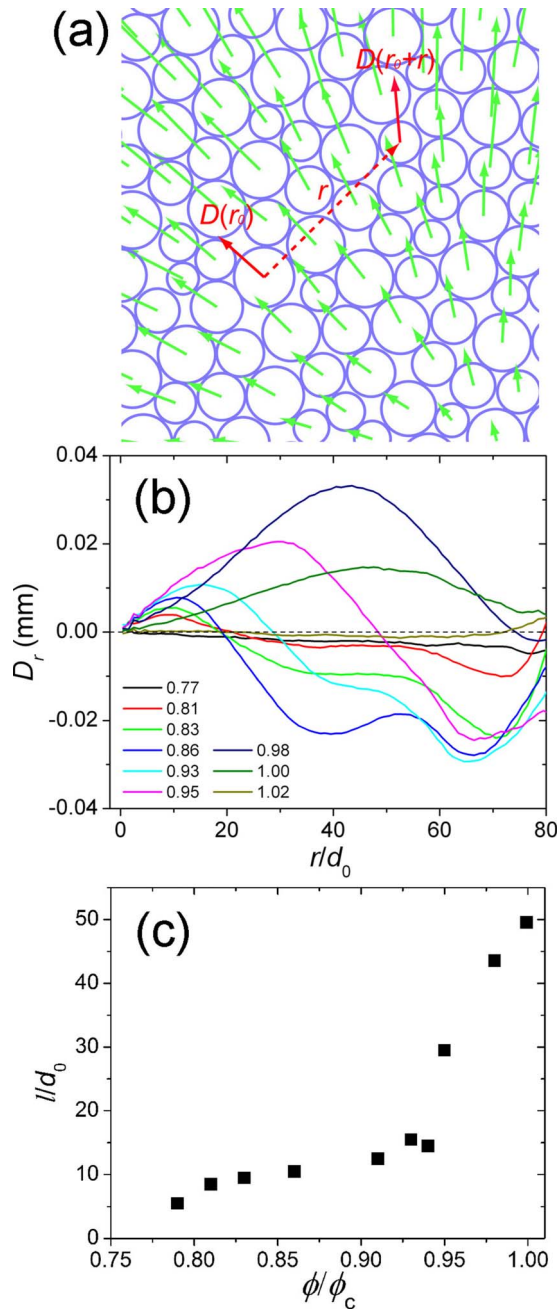 (a)
D(r₀+r)
r
D(r₀)
(b)
D_r (mm)
0.04
0.02
0.00
-0.02
-0.04
0.77
0.81
0.83
0.86 0.98
0.93 1.00
0.95 1.02
0 20 40 60 80
r/d₀
(c)
l/d₀
50
40
30
20
10
0
0.75 0.80 0.85 0.90 0.95 1.00
ϕ/ϕ_c